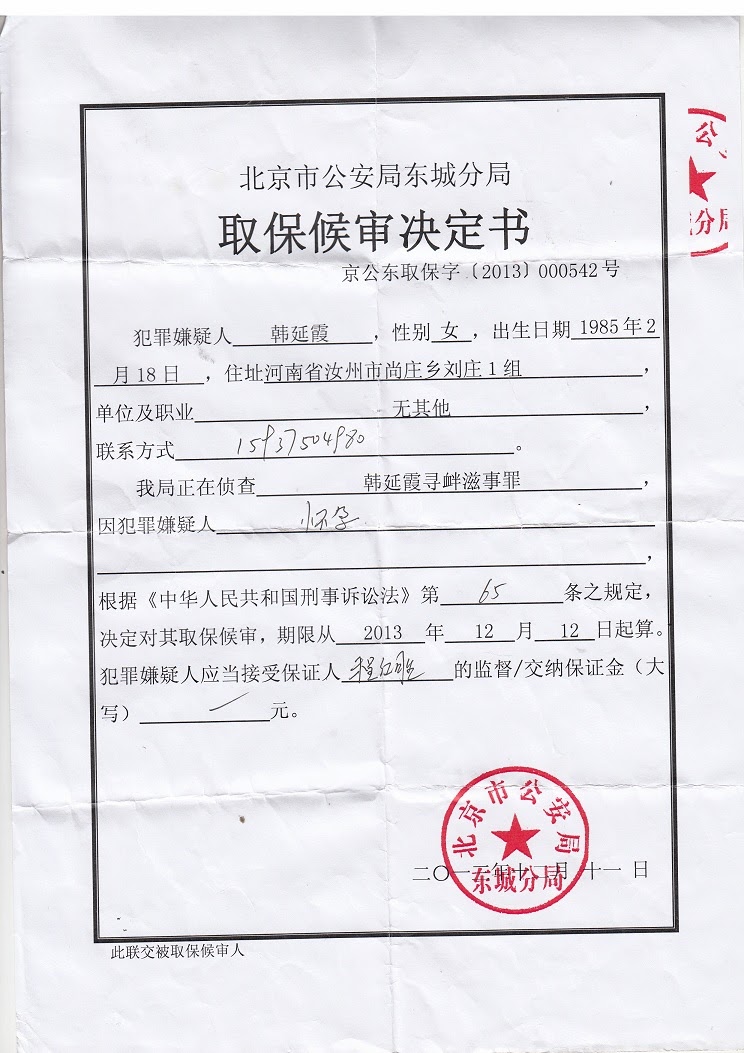 北京市公安局东城分局
取保候审决定书
京公东取保字〔2013〕000542号
犯罪嫌疑人 韩延霞 ，性别 女 ，出生日期 1985年2
月18日 ，住址河南省汝州市尚庄乡刘庄1组 ，
单位及职业 无其他 ，
联系方式 15937504980 。
我局正在侦查 韩延霞寻衅滋事罪 ，
因犯罪嫌疑人 怀孕
，
根据《中华人民共和国刑事诉讼法》第 65 条之规定，
决定对其取保候审，期限从 2013 年 12 月 12 日起算。
犯罪嫌疑人应当接受保证人 的监督/交纳保证金（大
写） 元。
北京市公安局
东城分局
二〇一三年十二月十一日
此联交被取保候审人
公
分局